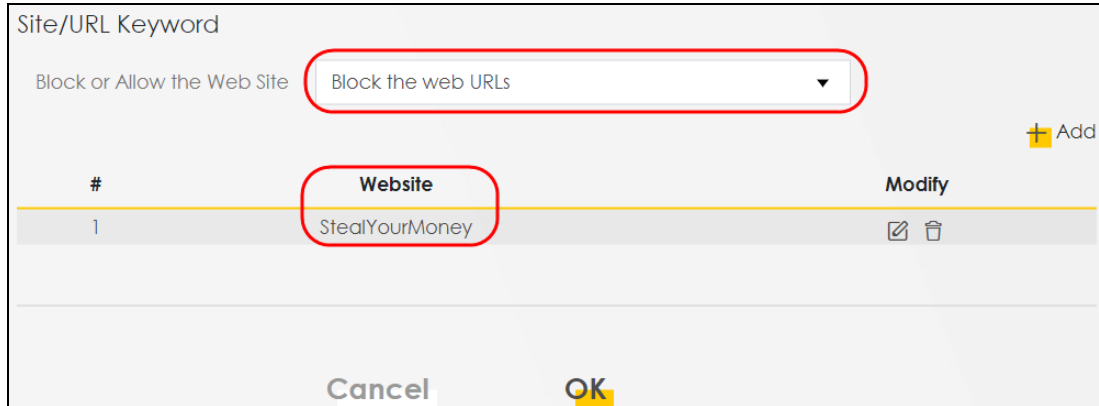 Site/URL Keyword
Block or Allow the Web Site Block the web URLs
+ Add
# Website Modify
1 StealYourMoney
Cancel OK